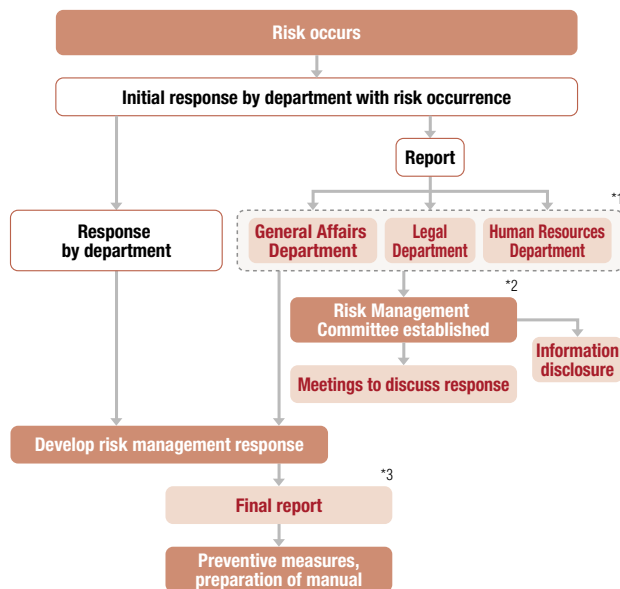 Risk occurs
Initial response by department with risk occurrence
Report
*1
Response
by department
General Affairs
Department
Legal
Department
Human Resources
Department
*2
Risk Management
Committee established
Information
disclosure
Meetings to discuss response
Develop risk management response
*3
Final report
Preventive measures,
preparation of manual